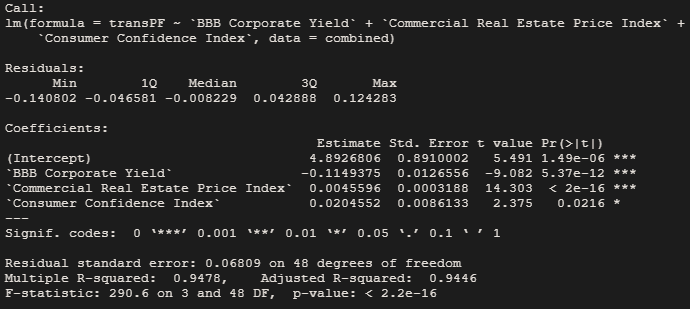 Call:
lm(formula = transPF ~ `BBB Corporate Yield` + `Commercial Real Estate Price Index` +
    `Consumer Confidence Index`, data = combined)

Residuals:
      Min        1Q    Median        3Q       Max
-0.140802 -0.046581 -0.008229  0.042888  0.124283

Coefficients:
                                       Estimate Std. Error t value Pr(>|t|)
(Intercept)                           4.8926806  0.8910002   5.491 1.49e-06 ***
`BBB Corporate Yield`                -0.1149375  0.0126556  -9.082 5.37e-12 ***
`Commercial Real Estate Price Index`  0.0045596  0.0003188  14.303  < 2e-16 ***
`Consumer Confidence Index`           0.0204552  0.0086133   2.375   0.0216 *
---
Signif. codes:  0 ‘***’ 0.001 ‘**’ 0.01 ‘*’ 0.05 ‘.’ 0.1 ‘ ’ 1

Residual standard error: 0.06809 on 48 degrees of freedom
Multiple R-squared:  0.9478,    Adjusted R-squared:  0.9446
F-statistic: 290.6 on 3 and 48 DF,  p-value: < 2.2e-16